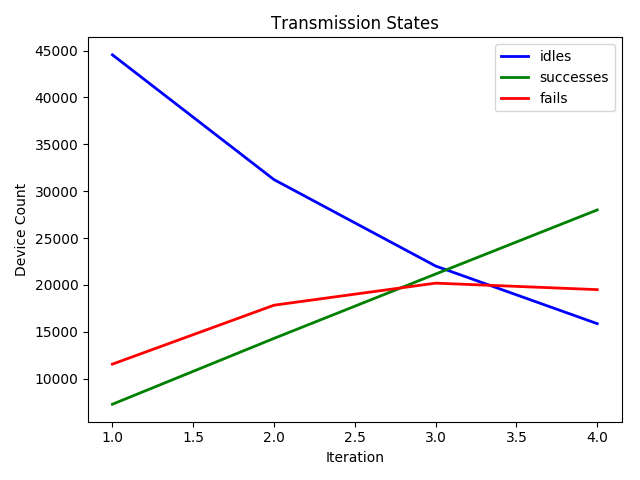 Transmission States
idles
successes
fails
45000
40000
35000
30000
25000
20000
15000
10000
Device Count
1.0 1.5 2.0 2.5 3.0 3.5 4.0
Iteration